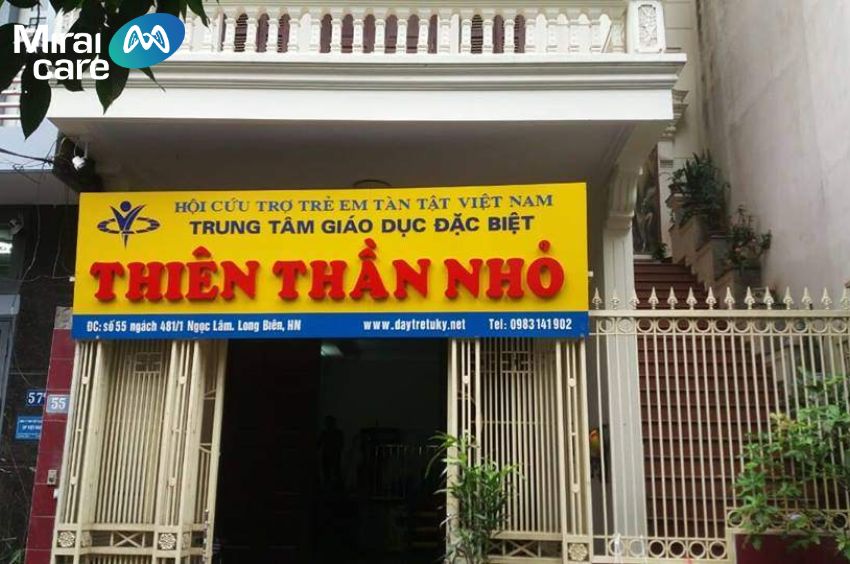 Mirai
care
HỘI CỨU TRỢ TRẺ EM TÀN TẬT VIỆT NAM
TRUNG TÂM GIÁO DỤC ĐẶC BIỆT
THIÊN THẦN NHỎ
ĐC: số 55 ngách 481/1 Ngọc Lâm. Long Biên, HN www.daytretuky.net Tel: 0983141902
57
55